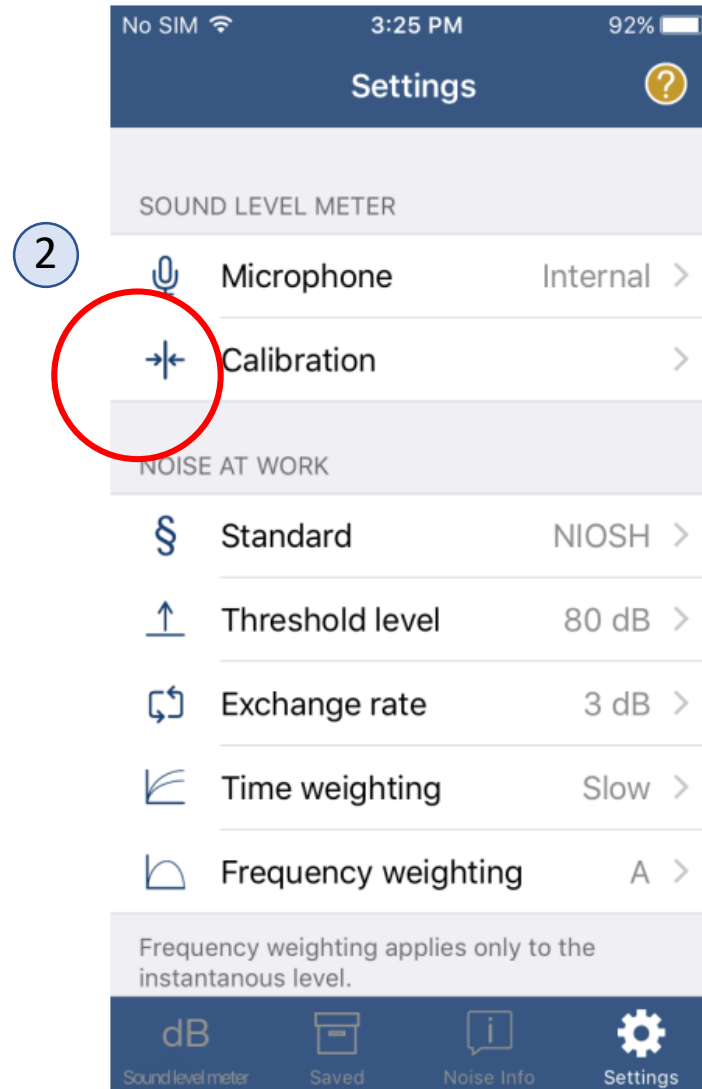 No SIM 3:25 PM 92%
Settings ?
SOUND LEVEL METER
2
Microphone Internal >
Calibration >
NOISE AT WORK
§ Standard NIOSH >
Threshold level 80 dB >
Exchange rate 3 dB >
Time weighting Slow >
Frequency weighting A >
Frequency weighting applies only to the
instantanous level.
dB i
Sound level meter Saved Noise Info Settings